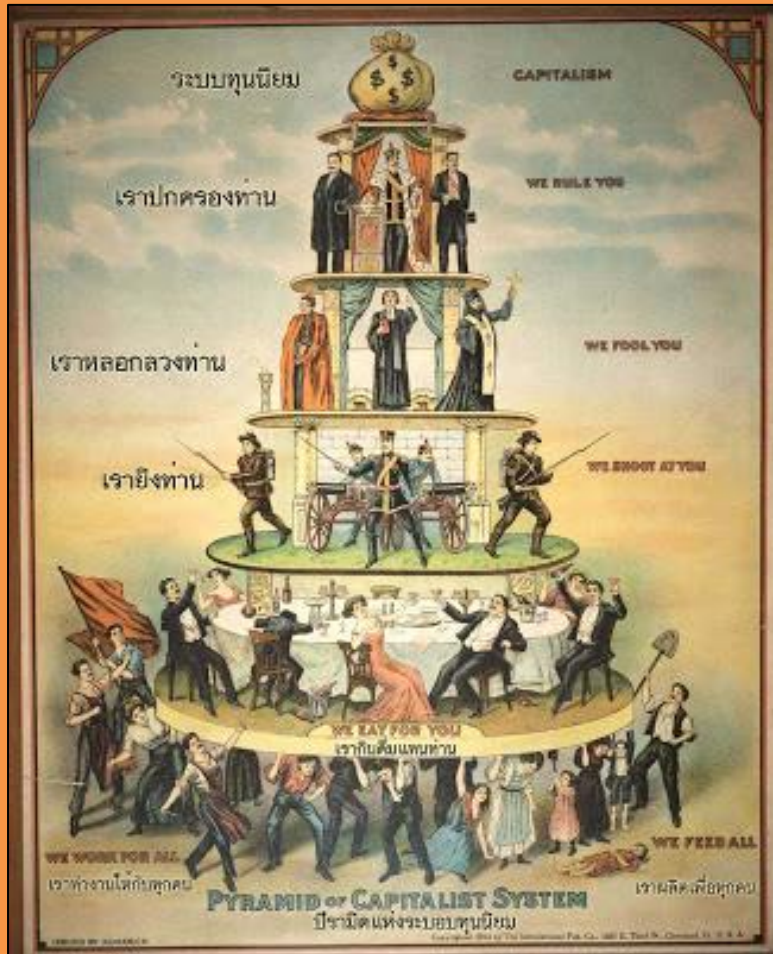 ระบบทุนนิยม
CAPITALISM
เราปกครองท่าน
WE RULE YOU
เราหลอกลวงท่าน
WE FOOL YOU
เรายิงท่าน
WE SHOOT AT YOU
WE EAT FOR YOU
เรากินดื่มแทนท่าน
WE WORK FOR ALL
WE FEED ALL
เราทำงานให้กับทุกคน
เราผลิตเพื่อทุกคน
PYRAMID OF CAPITALIST SYSTEM
ปีรามิดแห่งระบอบทุนนิยม